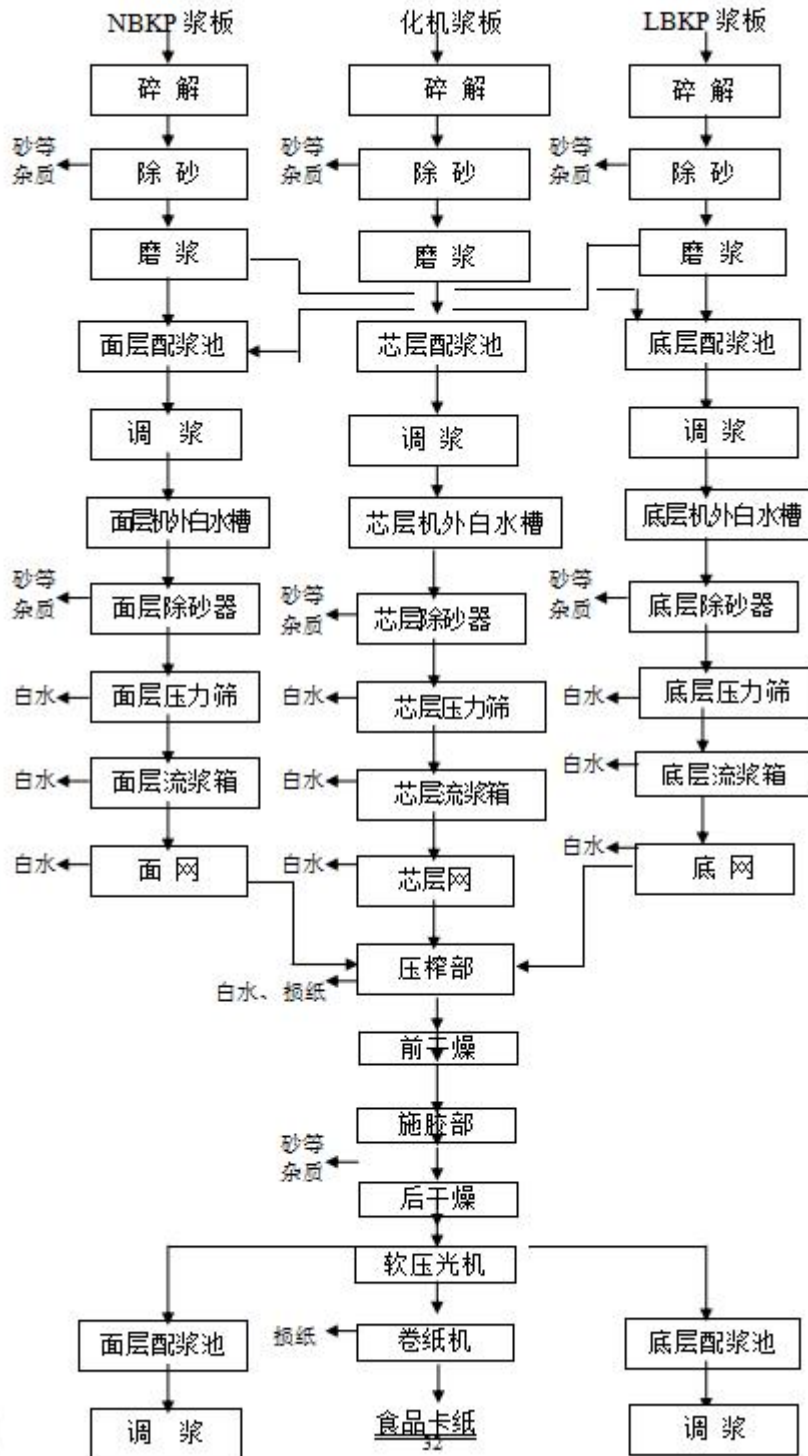 NBKP 浆板
化机浆板
LBKP 浆板
碎 解
碎 解
碎 解
砂等
杂质
除 砂
砂等
杂质
除 砂
砂等
杂质
除 砂
磨 浆
磨 浆
磨 浆
面层配浆池
芯层配浆池
底层配浆池
调 浆
调 浆
调 浆
面层机外白水槽
芯层机外白水槽
底层机外白水槽
砂等
杂质
面层除砂器
砂等
杂质
芯层除砂器
砂等
杂质
底层除砂器
白水
面层压力筛
白水
芯层压力筛
白水
底层压力筛
白水
面层流浆箱
白水
芯层流浆箱
白水
底层流浆箱
白水
面 网
白水
芯层网
白水
底 网
压榨部
白水、损纸
前干燥
施胶部
砂等
杂质
后干燥
软压光机
面层配浆池
损纸
卷纸机
底层配浆池
调 浆
食品卡纸
32
调 浆